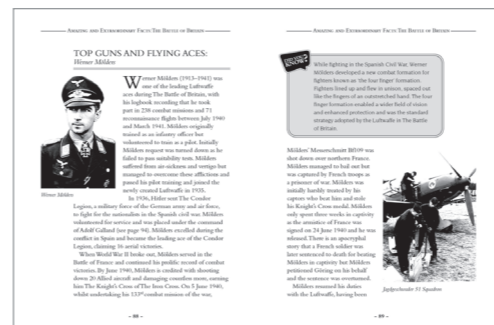 Amazing and Extraordinary Facts: The Battle of Britain
TOP GUNS AND FLYING ACES:
Werner Mölders
Werner Mölders (1913–1941) was
one of the leading Luftwaffe
aces during The Battle of Britain, with
his logbook recording that he took
part in 238 combat missions and 71
reconnaissance flights between July 1940
and March 1941. Mölders originally
trained as an infantry officer but
volunteered to train as a pilot. Initially
Mölders request was turned down as he
failed to pass suitability tests. Mölders
suffered from air-sickness and vertigo but
managed to overcome these afflictions and
passed his pilot training and joined the
newly created Luftwaffe in 1935.
Werner Mölders
In 1936, Hitler sent The Condor
Legion, a military force of the German army and air force,
to fight for the nationalists in the Spanish civil war. Mölders
volunteered for service and was placed under the command
of Adolf Galland (see page 94). Mölders excelled during the
conflict in Spain and became the leading ace of the Condor
Legion, claiming 16 aerial victories.
When World War II broke out, Mölders served in the
Battle of France and continued his prolific record of combat
victories. By June 1940, Mölders is credited with shooting
down 20 Allied aircraft and damaging countless more, earning
him The Knight's Cross of The Iron Cross. On 5 June 1940,
whilst undertaking his 133rd combat mission of the war,
– 88 –
Amazing and Extraordinary Facts: The Battle of Britain
DID YOU KNOW?
While fighting in the Spanish Civil War, Werner
Mölders developed a new combat formation for
fighters known as 'the four finger' formation.
Fighters lined up and flew in unison, spaced out
like the fingers of an outstretched hand. The four
finger formation enabled a wider field of vision
and enhanced protection and was the standard
strategy adopted by the Luftwaffe in The Battle
of Britain.
Mölders' Messerschmitt Bf109 was
shot down over northern France.
Mölders managed to bail out but
was captured by French troops as
a prisoner of war. Mölders was
initially harshly treated by his
captors who beat him and stole
his Knight's Cross medal. Mölders
only spent three weeks in captivity
as the armistice of France was
signed on 24 June 1940 and he was
released. There is an apocryphal
story that a French soldier was
later sentenced to death for beating
Mölders in captivity but Mölders
petitioned Göring on his behalf
and the sentence was overturned.
Mölders resumed his duties
with the Luftwaffe, having been
Jagdgeschwader 51 Squadron
– 89 –